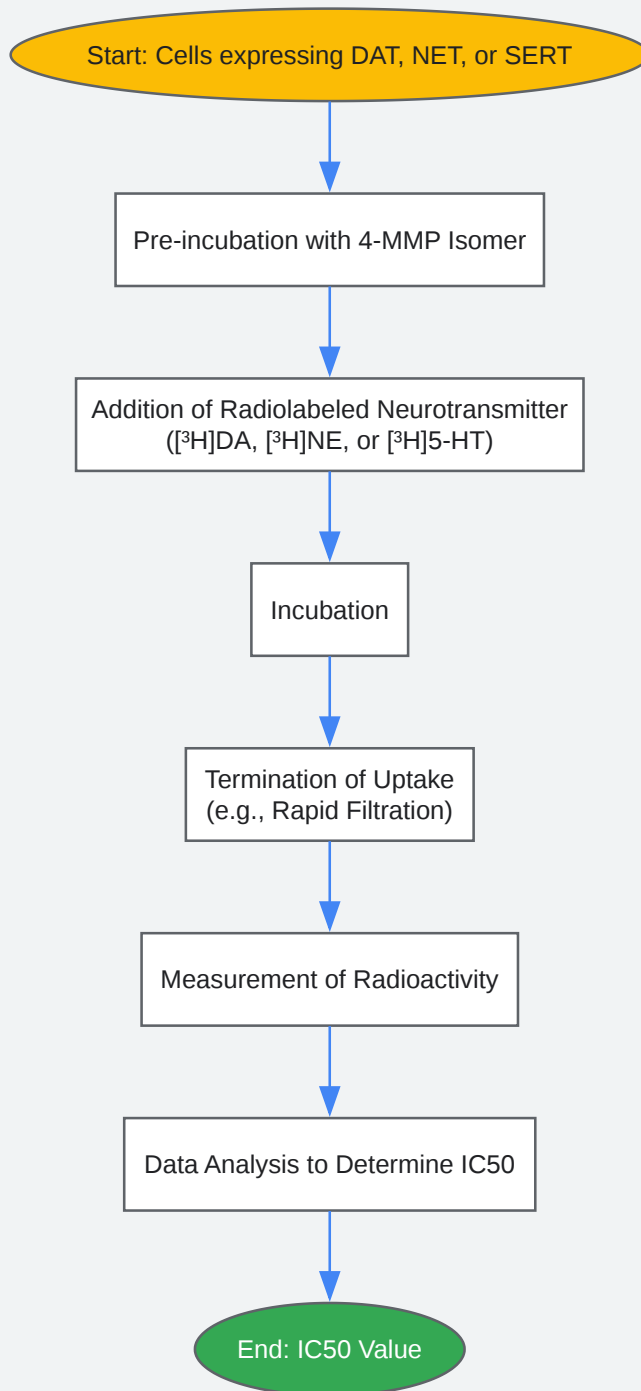 Start: Cells expressing DAT, NET, or SERT
Pre-incubation with 4-MMP Isomer
Addition of Radiolabeled Neurotransmitter
([³H]DA, [³H]NE, or [³H]5-HT)
Incubation
Termination of Uptake
(e.g., Rapid Filtration)
Measurement of Radioactivity
Data Analysis to Determine IC50
End: IC50 Value